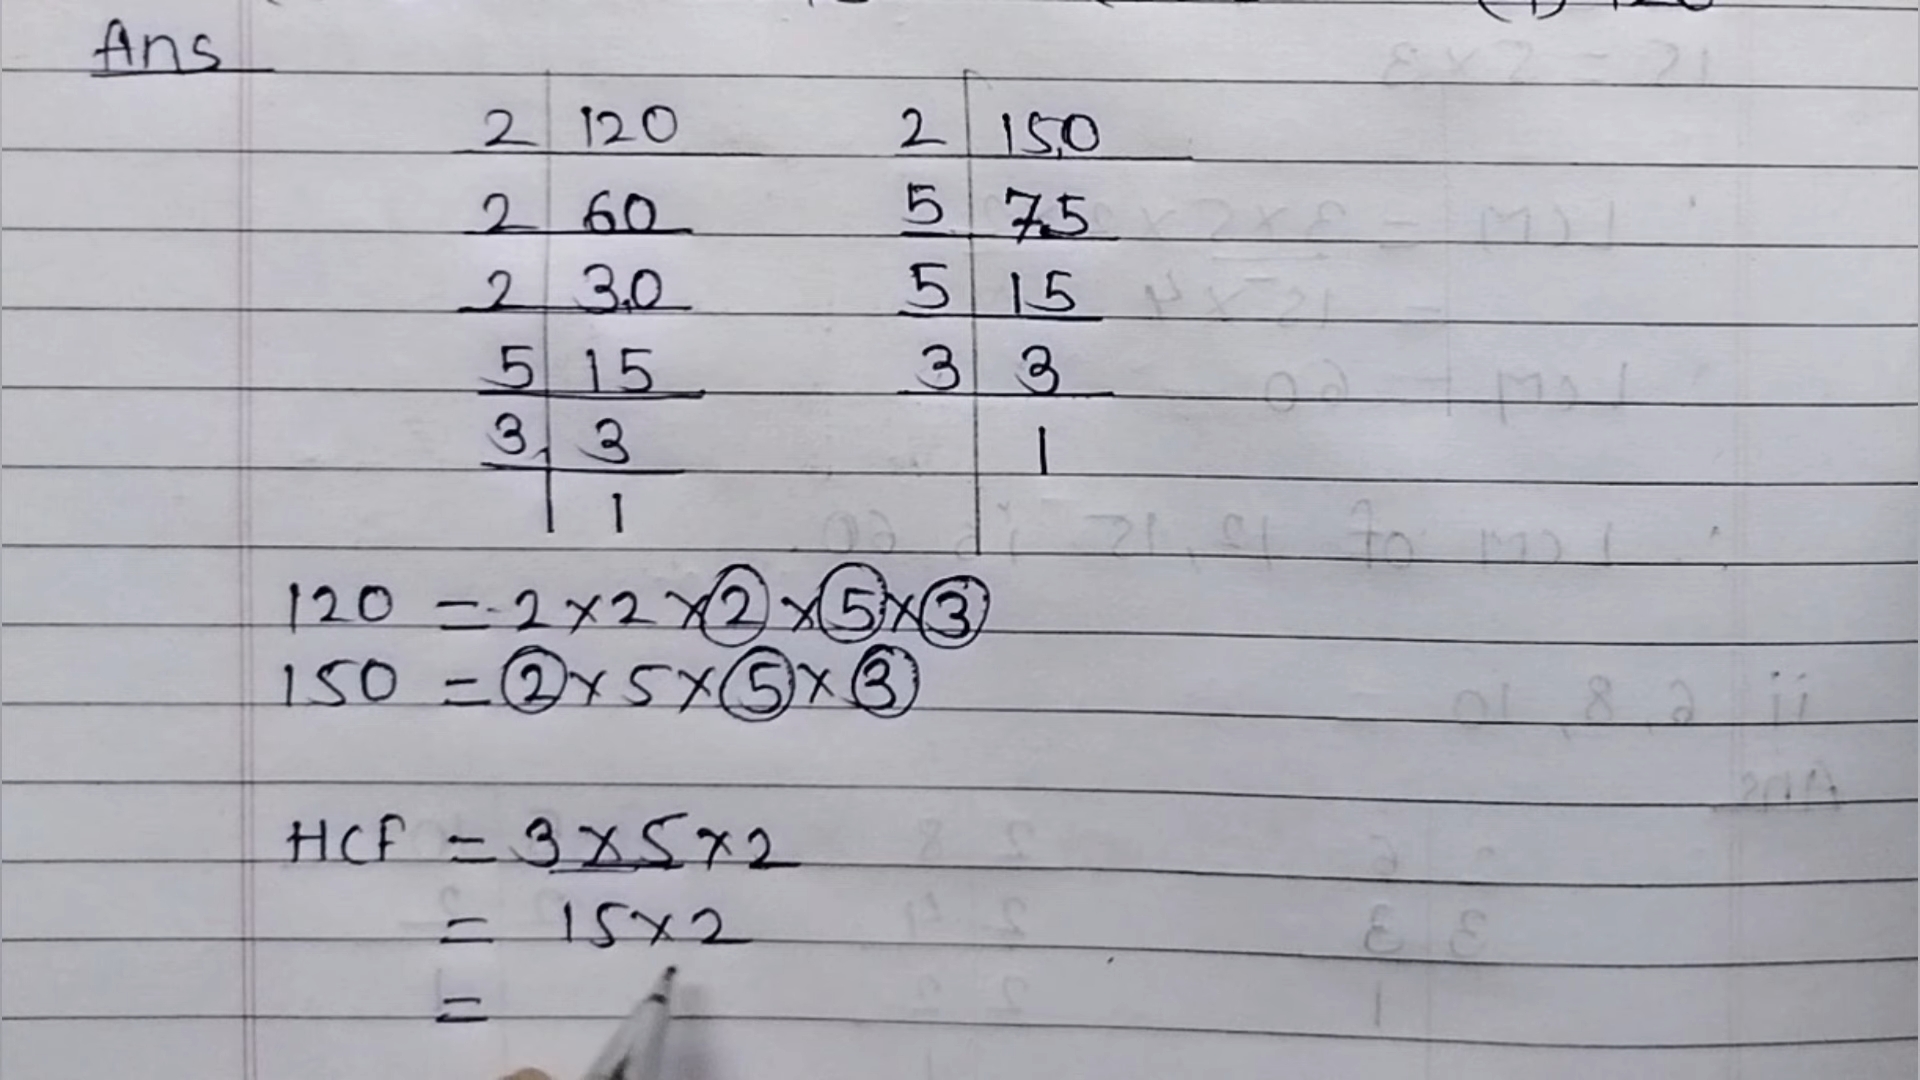 Ans
2 | 120   2 | 150
2 | 60   5 | 75
2 | 30   5 | 15
5 | 15   3 | 3
3 | 3   1
1
120 = 2 × 2 × 2 × 5 × 3
150 = 2 × 5 × 5 × 3
HCF = 3 × 5 × 2
= 15 × 2
=